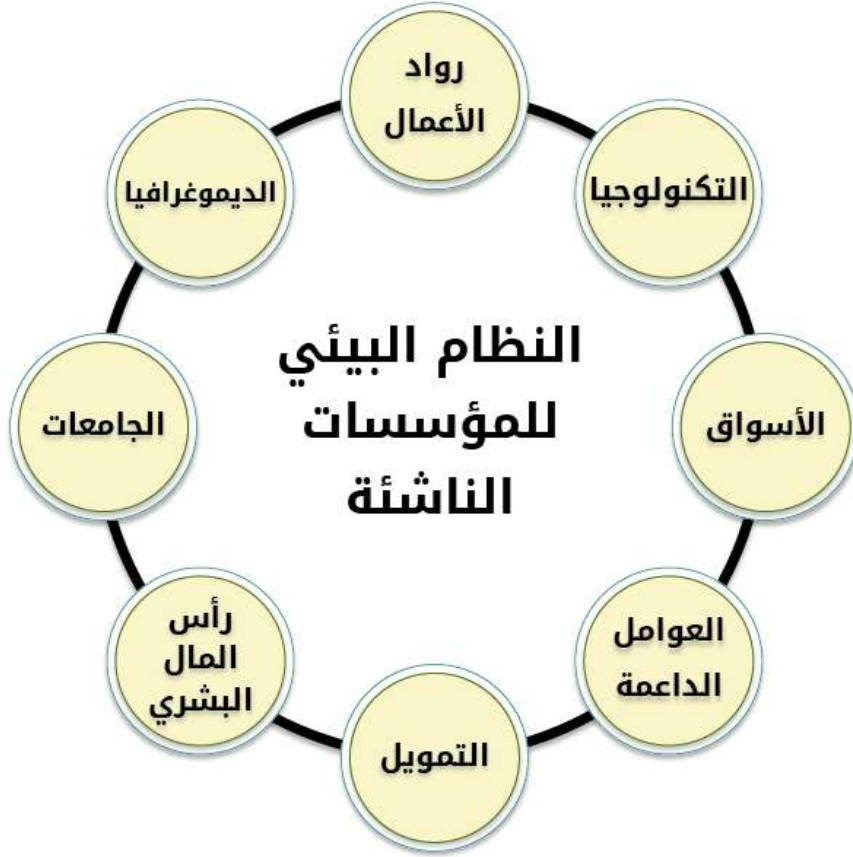 رواد
الأعمال
التكنولوجيا
الأسواق
العوامل
الداعمة
التمويل
رأس
المال
البشري
الجامعات
الديموغرافيا
النظام البيئي
للمؤسسات
الناشئة